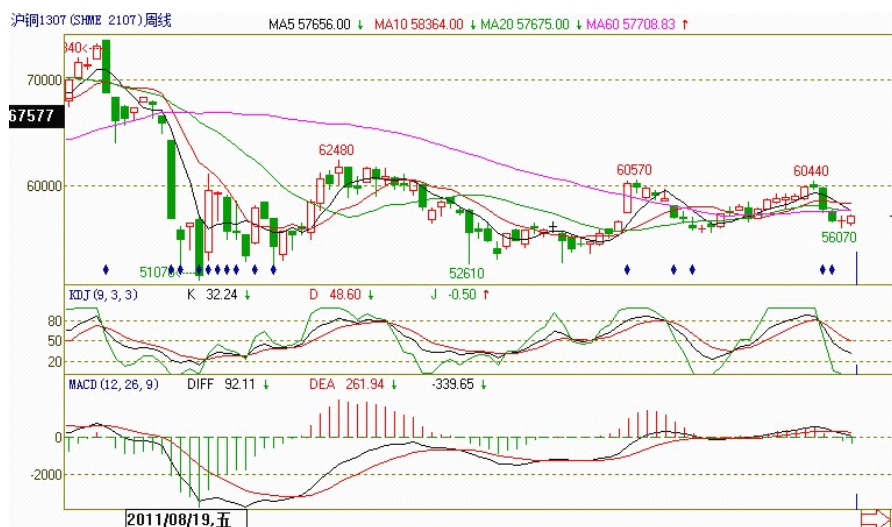 沪铜1307(SHME 2107)周线 MA5 57656.00 ↓ MA10 58364.00 ↓ MA20 57675.00 ↓ MA60 57708.83 ↑
840
70000
67577
62480 60570 60440
60000
56070
51070 52610
KDJ(9,3,3) K 32.24 ↓ D 48.60 ↓ J -0.50 ↑
80
50
20
MACD(12,26,9) DIFF 92.11 ↓ DEA 261.94 ↓ -339.65 ↓
0
-2000
2011/08/19,五